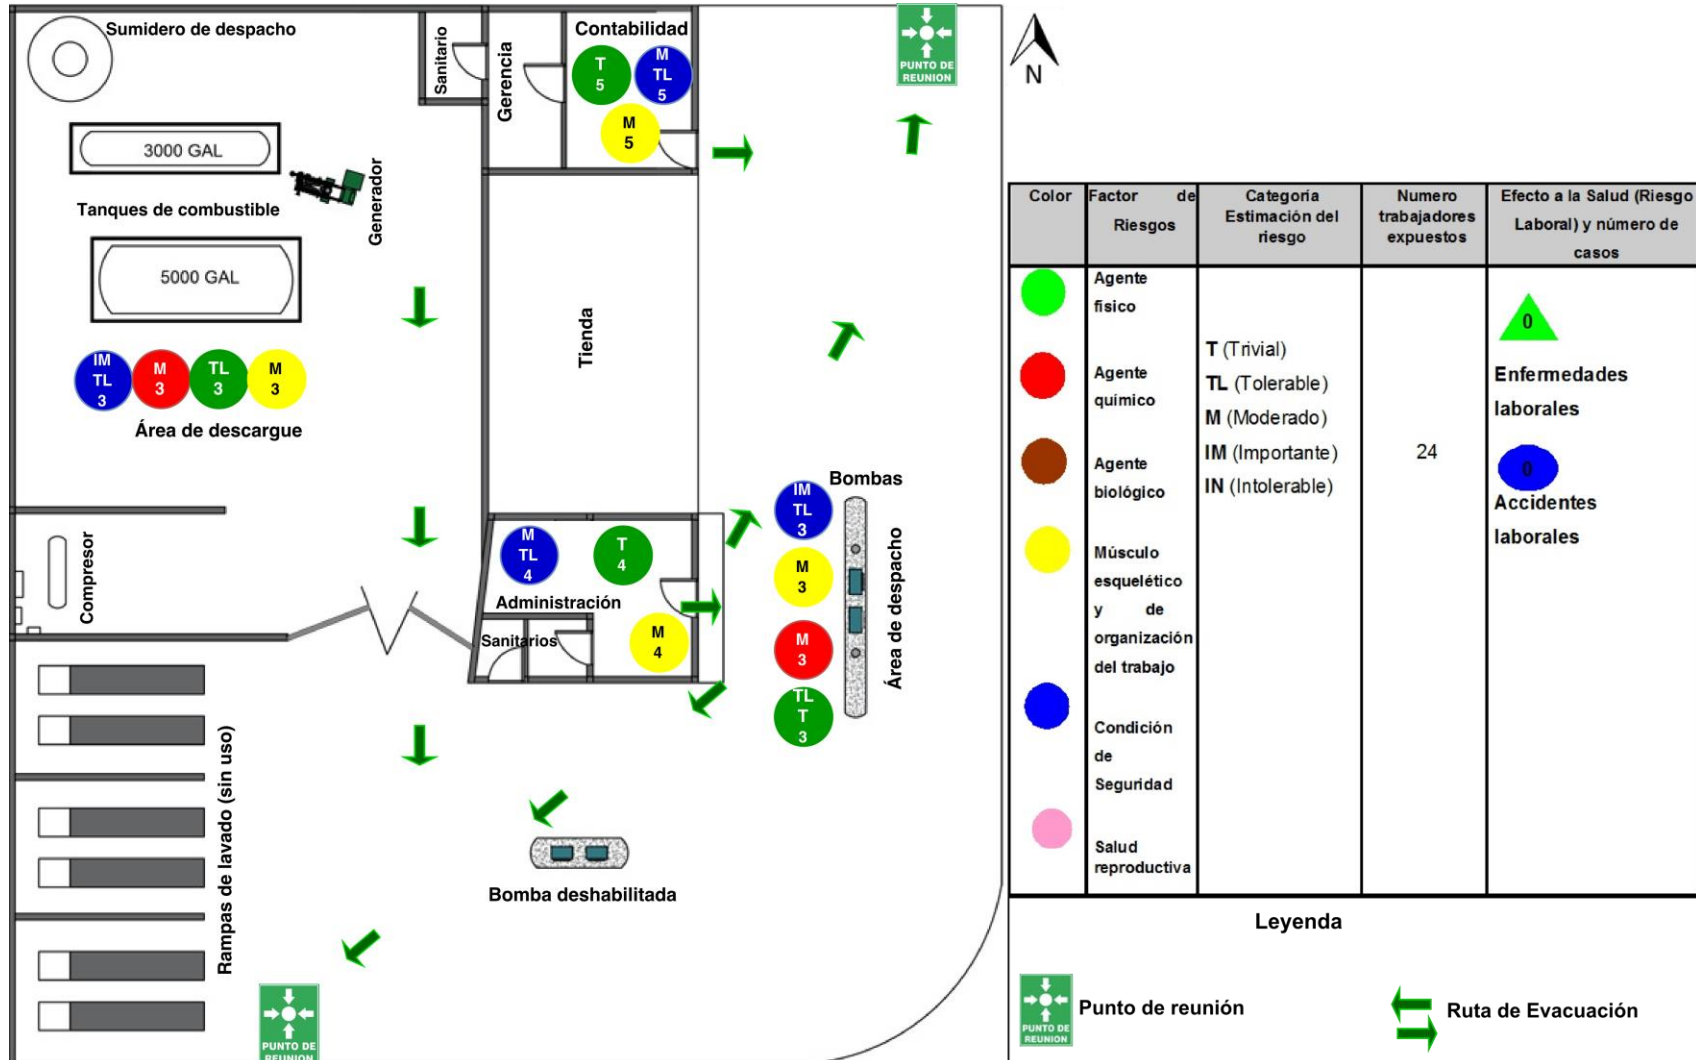 Sumidero de despacho
Sanitario
Gerencia
Contabilidad
T
5
M
TL
5
M
5
PUNTO DE
REUNION
N
3000 GAL
Generador
Tanques de combustible
5000 GAL
Tienda
IM
TL
3
M
3
TL
3
M
3
Área de descargue
Compresor
M
TL
4
T
4
Administración
Sanitarios
M
4
Bombas
IM
TL
3
M
3
M
3
TL
T
3
Área de despacho
Rampas de lavado (sin uso)
Bomba deshabilitada
PUNTO DE
REUNION
Color
Factor de
Riesgos
Categoría
Estimación del
riesgo
Numero
trabajadores
expuestos
Efecto a la Salud (Riesgo
Laboral) y número de
casos
Agente
físico
Agente
químico
Agente
biológico
Músculo
esquelético
y de
organización
del trabajo
Condición
de
Seguridad
Salud
reproductiva
T (Trivial)
TL (Tolerable)
M (Moderado)
IM (Importante)
IN (Intolerable)
24
0
Enfermedades
laborales
0
Accidentes
laborales
Leyenda
PUNTO DE
REUNION
Punto de reunión
Ruta de Evacuación